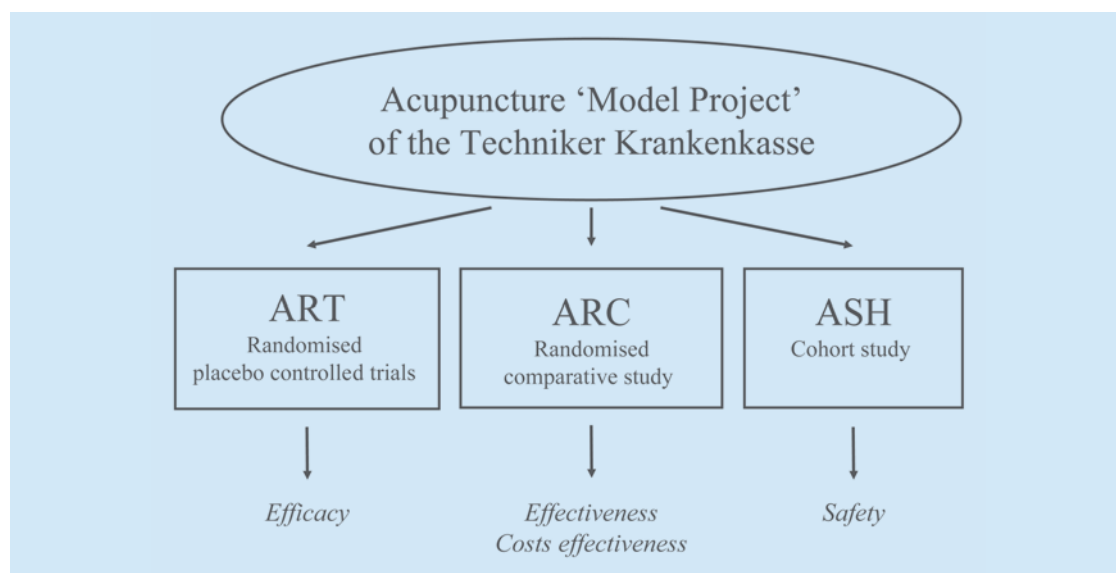 Acupuncture ‘Model Project’
of the Techniker Krankenkasse
ART
Randomised
placebo controlled trials
ARC
Randomised
comparative study
ASH
Cohort study
Efficacy
Effectiveness
Costs effectiveness
Safety